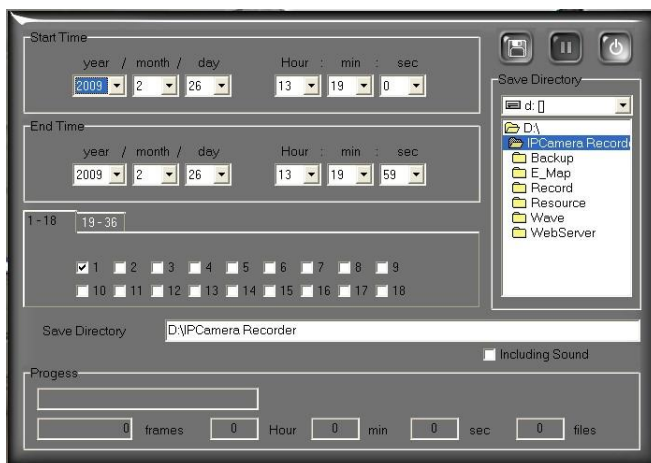 Start Time
year / month / day Hour : min : sec
2009 2 26 13 19 0
End Time
year / month / day Hour : min : sec
2009 2 26 13 19 59
Save Directory
d: []
D:\
IPCamera Recorde
Backup
E_Map
Record
Resource
Wave
WebServer
1-18 19-36
1 2 3 4 5 6 7 8 9
10 11 12 13 14 15 16 17 18
Save Directory D:\IPCamera Recorder
Including Sound
Progess
0 frames 0 Hour 0 min 0 sec 0 files